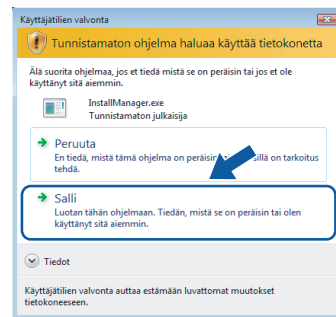 Käyttäjätilien valvonta
Tunnistamaton ohjelma haluaa käyttää tietokonetta
Älä suorita ohjelmaa, jos et tiedä mistä se on peräisin tai jos et ole
käyttänyt sitä aiemmin.
InstallManager.exe
Tunnistamaton julkaisija
Peruuta
En tiedä, mistä tämä ohjelma on peräisin sillä on tarkoitus
tehdä.
Salli
Luotan tähän ohjelmaan. Tiedän, mistä se on peräisin tai olen
käyttänyt sitä aiemmin.
Tiedot
Käyttäjätilien valvonta auttaa estämään luvattomat muutokset
tietokoneeseen.